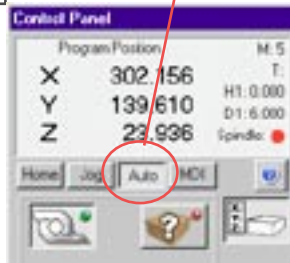 Control Panel
Program Position M: 5
X 302.156 T:
Y 139.610 H1: 0.000
Z 23.936 D1: 6.000
Spindle:
Home Jog Auto MDI